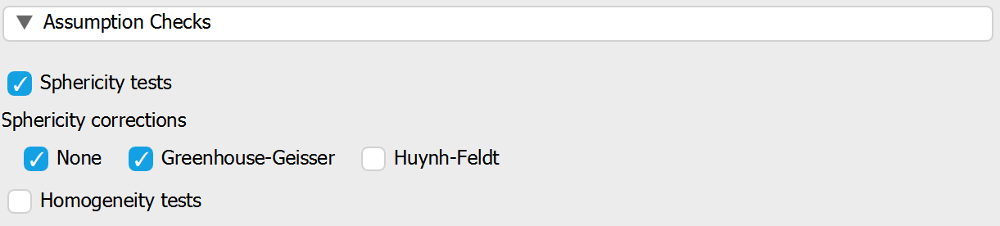 Assumption Checks
Sphericity tests
Sphericity corrections
None Greenhouse-Geisser Huynh-Feldt
Homogeneity tests